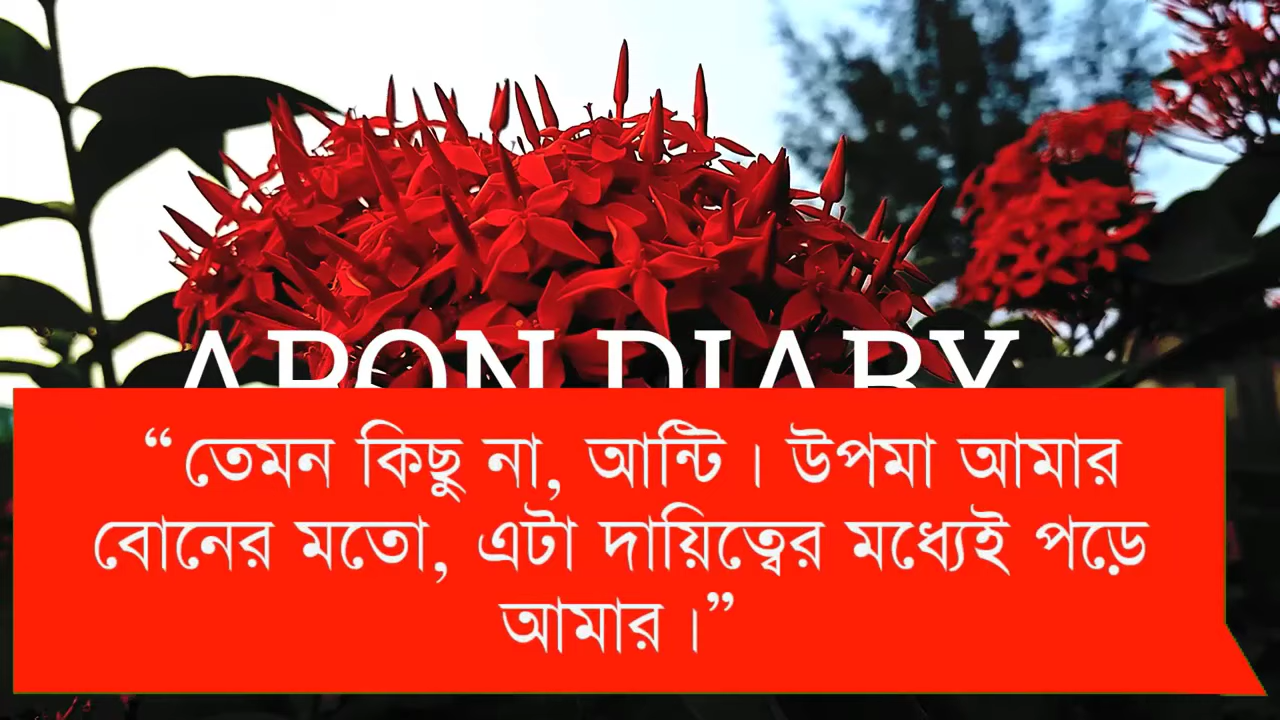 APON DIARY
“তেমন কিছু না, আন্টি। উপমা আমার
বোনের মতো, এটা দায়িত্বের মধ্যেই পড়ে
আমার।”